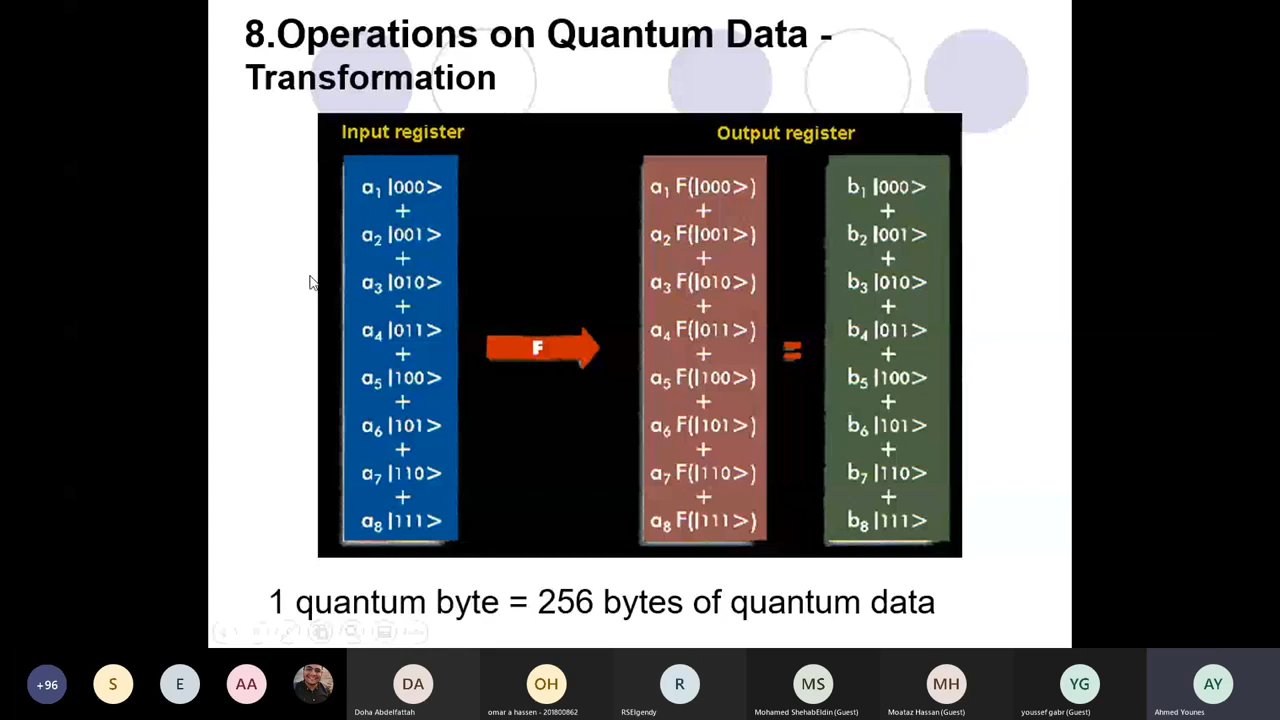 8.Operations on Quantum Data -
Transformation
Input register
Output register
a1 |000>
+
a2 |001>
+
a3 |010>
+
a4 |011>
+
a5 |100>
+
a6 |101>
+
a7 |110>
+
a8 |111>
F
a1 F(|000>)
+
a2 F(|001>)
+
a3 F(|010>)
+
a4 F(|011>)
+
a5 F(|100>)
+
a6 F(|101>)
+
a7 F(|110>)
+
a8 F(|111>)
=
b1 |000>
+
b2 |001>
+
b3 |010>
+
b4 |011>
+
b5 |100>
+
b6 |101>
+
b7 |110>
+
b8 |111>
1 quantum byte = 256 bytes of quantum data
+96
S
E
AA
DA
Doha Abdelfattah
OH
omar a hassen - 201800862
R
RSElgendy
MS
Mohamed ShehabEldin (Guest)
MH
Moataz Hassan (Guest)
YG
youssef gabr (Guest)
AY
Ahmed Younes